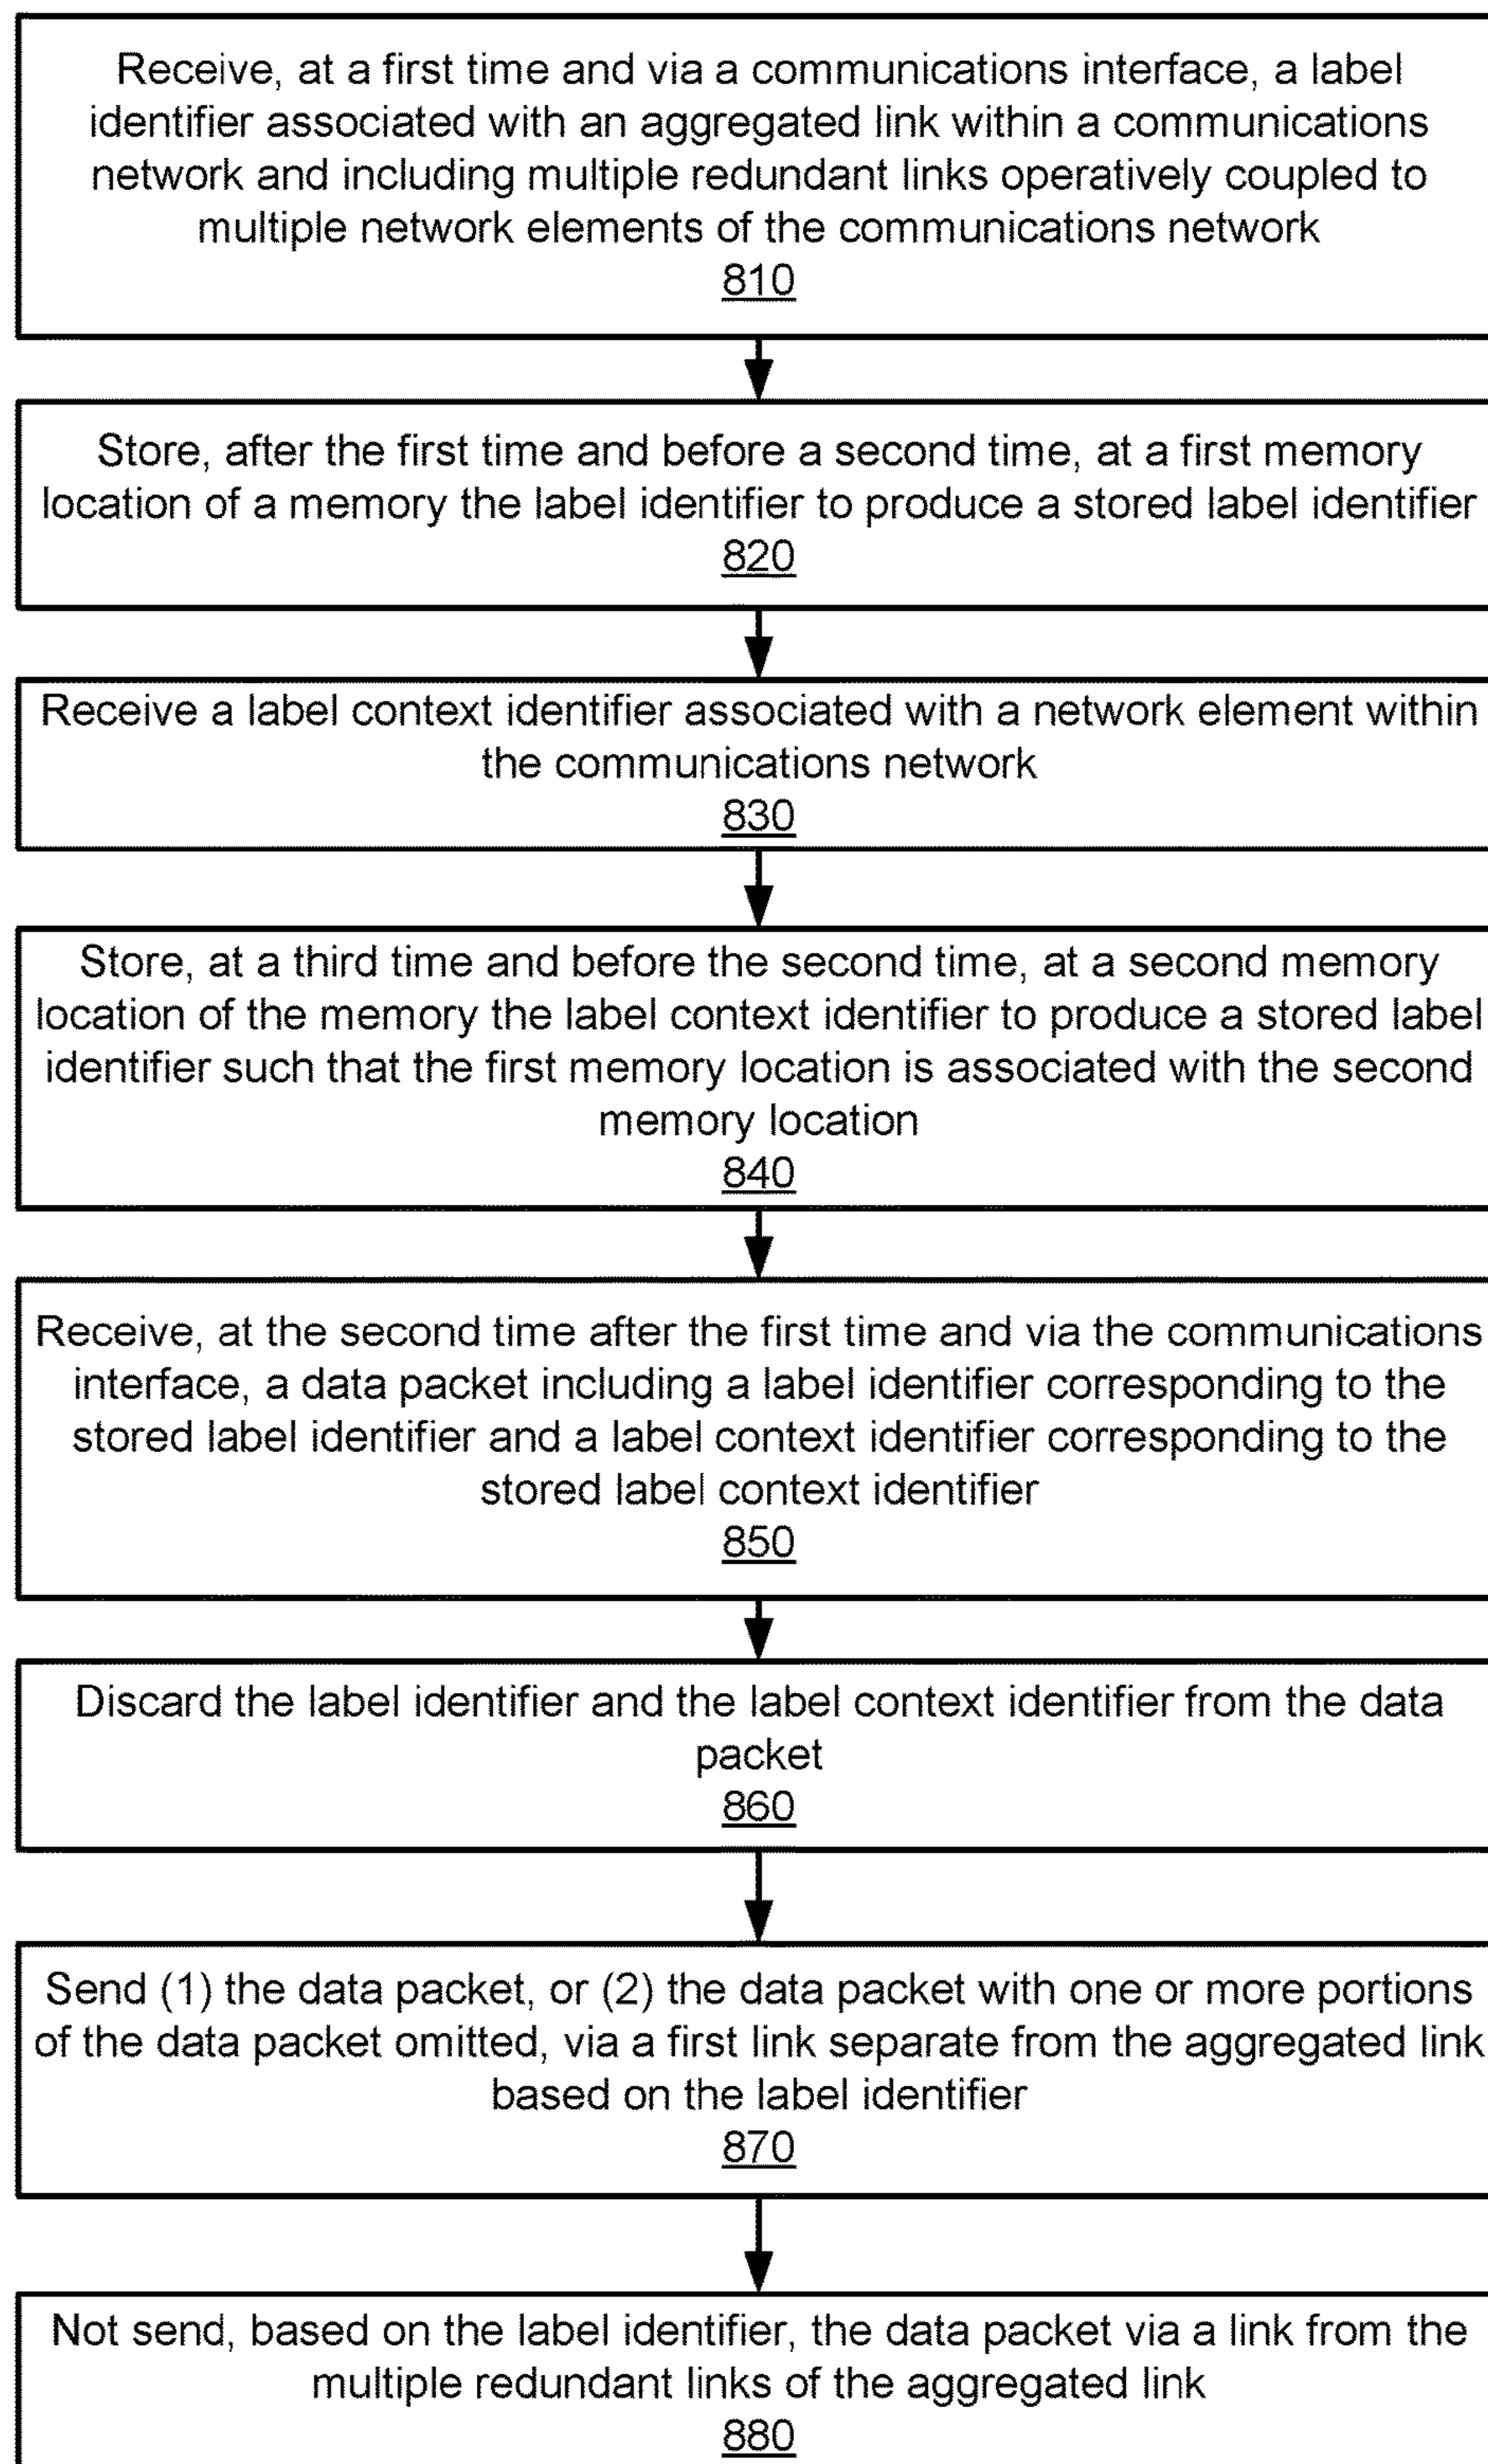 Receive, at a first time and via a communications interface, a label
identifier associated with an aggregated link within a communications
network and including multiple redundant links operatively coupled to
multiple network elements of the communications network
810
Store, after the first time and before a second time, at a first memory
location of a memory the label identifier to produce a stored label identifier
820
Receive a label context identifier associated with a network element within
the communications network
830
Store, at a third time and before the second time, at a second memory
location of the memory the label context identifier to produce a stored label
identifier such that the first memory location is associated with the second
memory location
840
Receive, at the second time after the first time and via the communications
interface, a data packet including a label identifier corresponding to the
stored label identifier and a label context identifier corresponding to the
stored label context identifier
850
Discard the label identifier and the label context identifier from the data
packet
860
Send (1) the data packet, or (2) the data packet with one or more portions
of the data packet omitted, via a first link separate from the aggregated link
based on the label identifier
870
Not send, based on the label identifier, the data packet via a link from the
multiple redundant links of the aggregated link
880